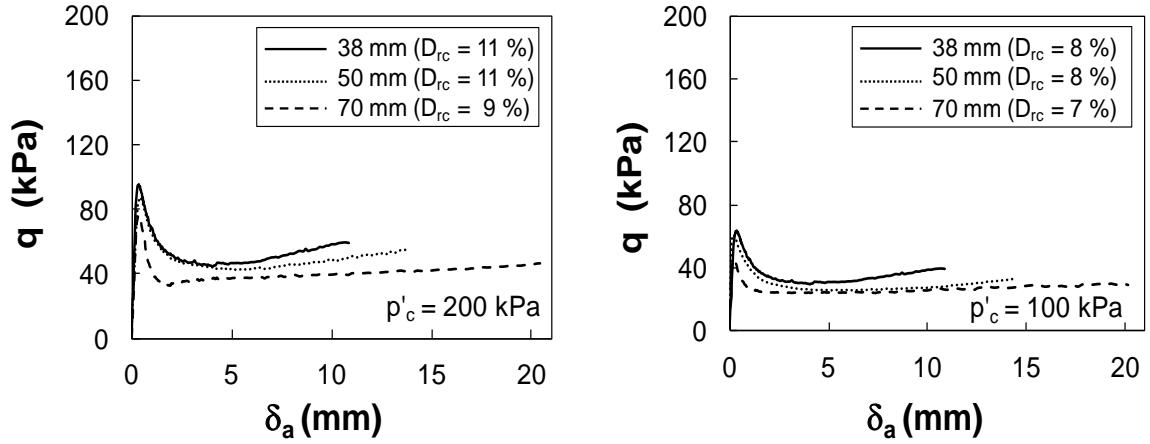 200
160
120
80
40
0
q (kPa)
38 mm (Drc = 11 %)
50 mm (Drc = 11 %)
70 mm (Drc = 9 %)
p'c = 200 kPa
0 5 10 15 20
δa (mm)
200
160
120
80
40
0
q (kPa)
38 mm (Drc = 8 %)
50 mm (Drc = 8 %)
70 mm (Drc = 7 %)
p'c = 100 kPa
0 5 10 15 20
δa (mm)